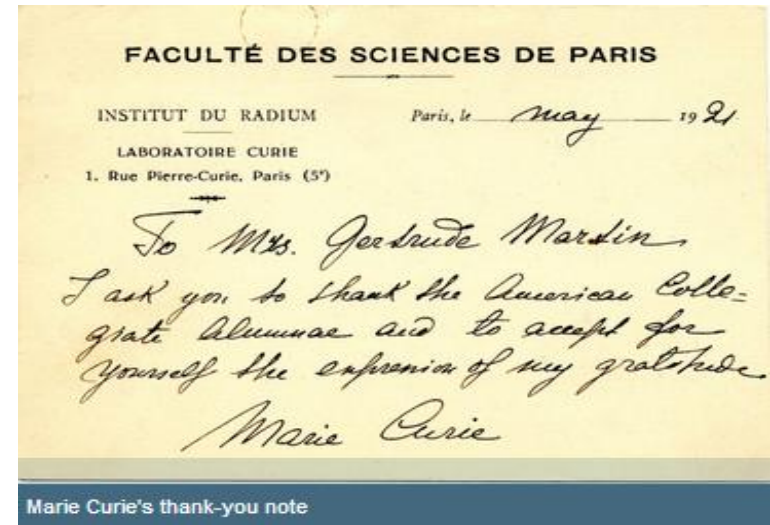 FACULTÉ DES SCIENCES DE PARIS
INSTITUT DU RADIUM
Paris, le may 1921
LABORATOIRE CURIE
1, Rue Pierre-Curie, Paris (5e)
To Mrs. Gertrude Martin
I ask you to thank the American Colle=
giate Alumnae and to accept for
yourself the expression of my gratitude
Marie Curie
Marie Curie's thank-you note